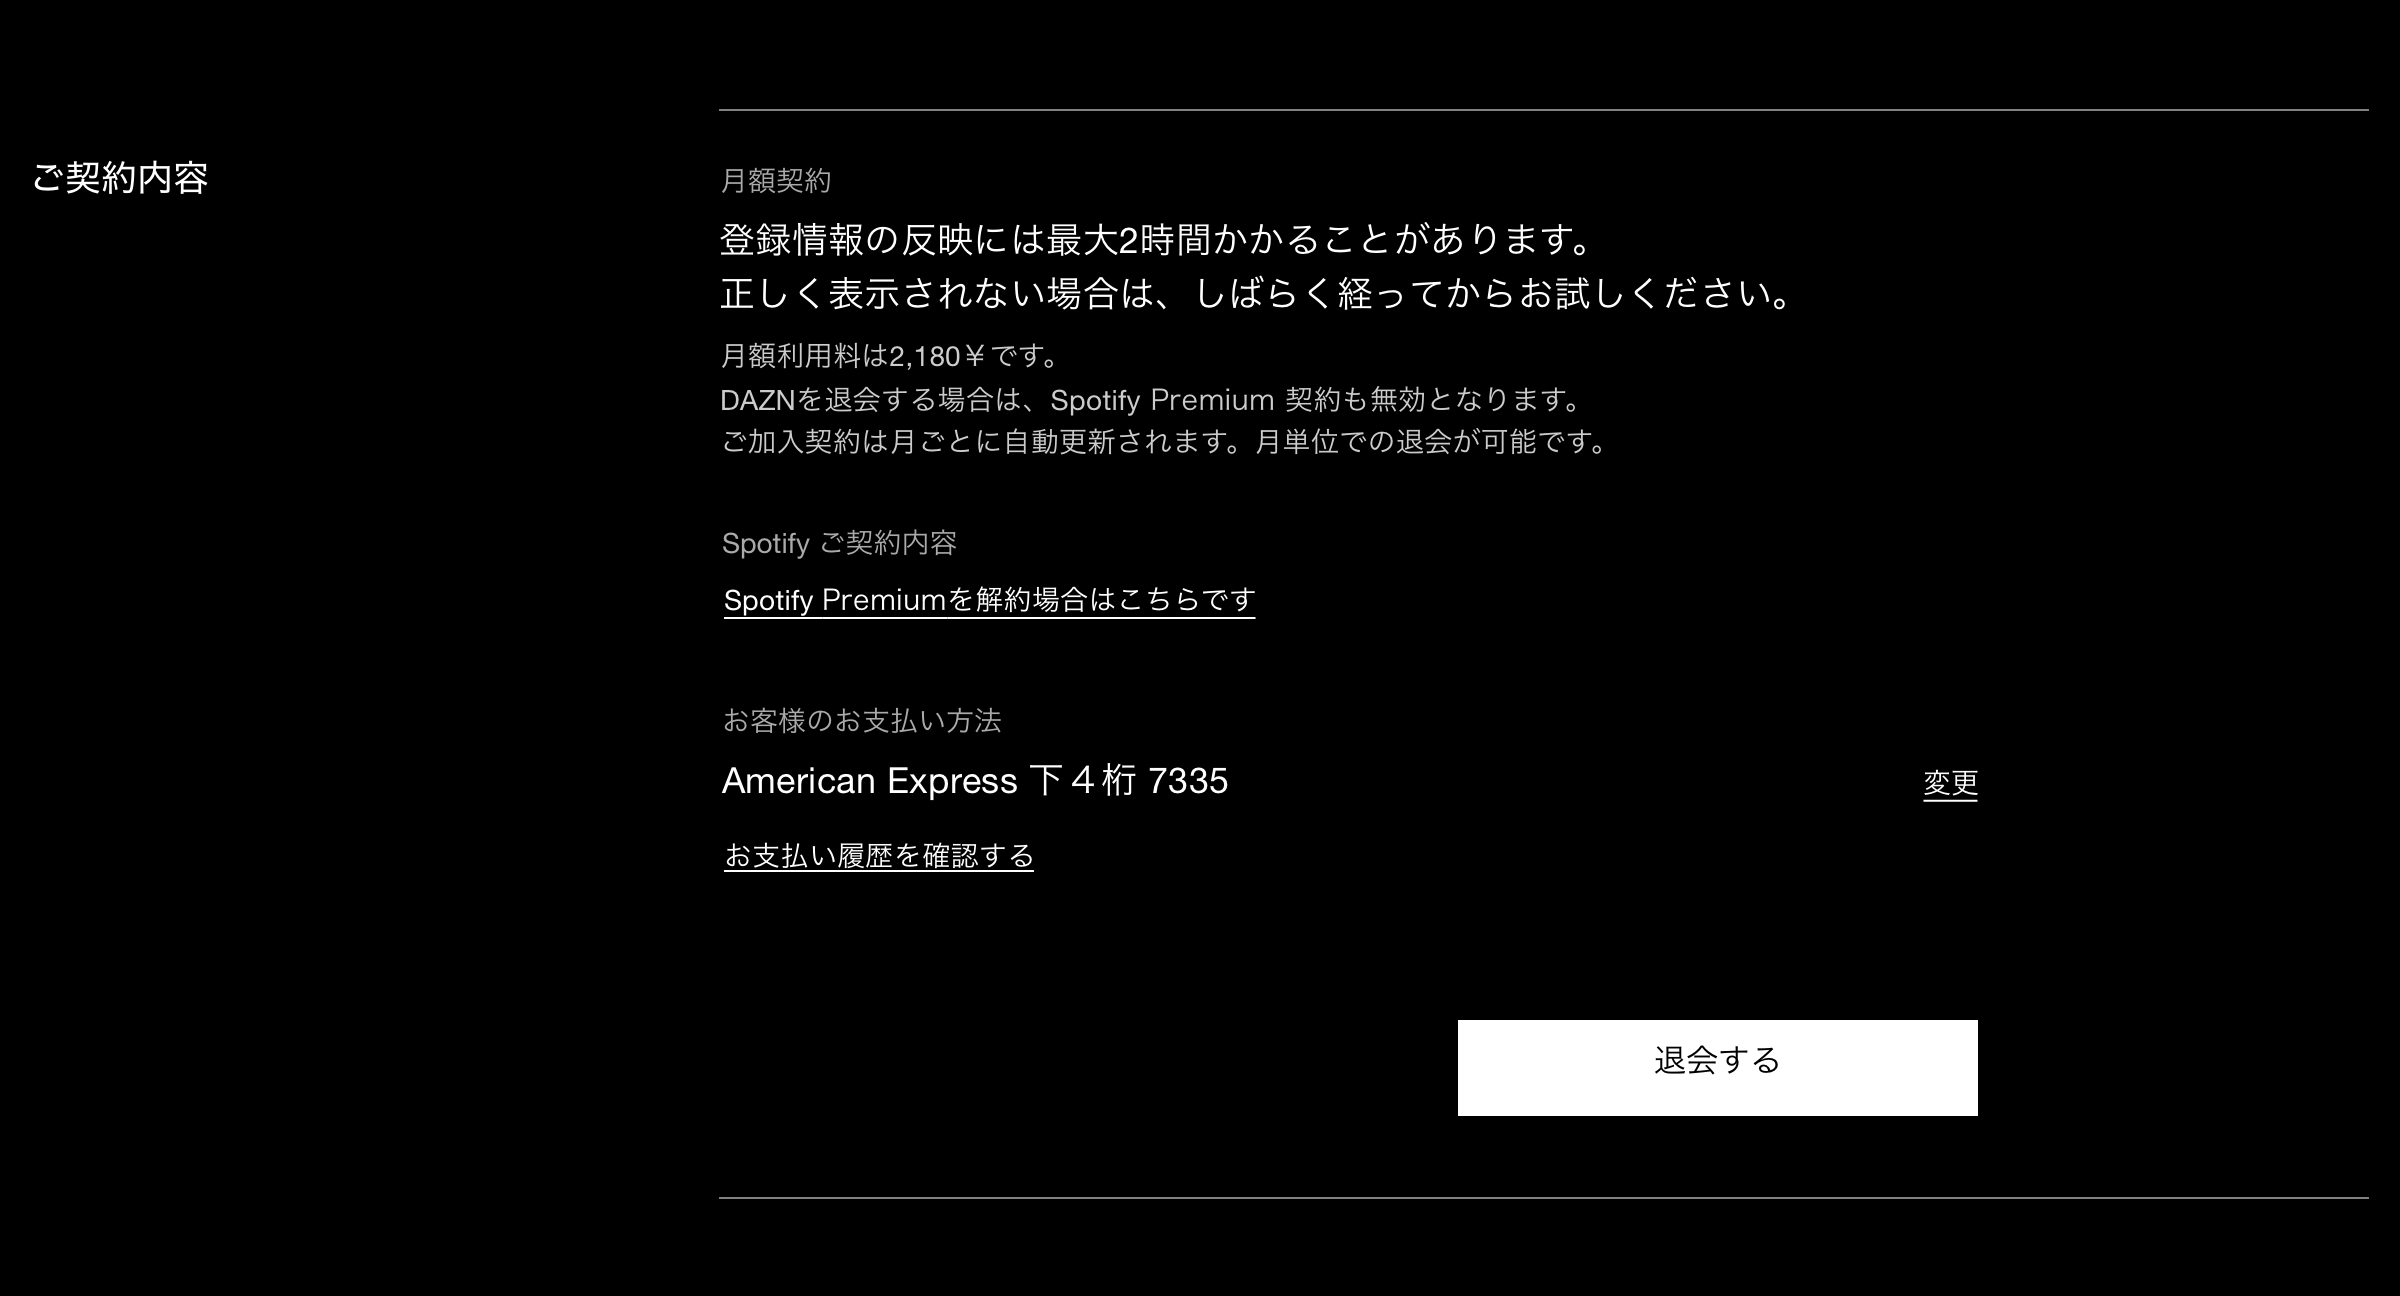 ご契約内容
月額契約
登録情報の反映には最大2時間かかることがあります。
正しく表示されない場合は、しばらく経ってからお試しください。
月額利用料は2,180￥です。
DAZNを退会する場合は、Spotify Premium 契約も無効となります。
ご加入契約は月ごとに自動更新されます。月単位での退会が可能です。
Spotify ご契約内容
Spotify Premiumを解約場合はこちらです
お客様のお支払い方法
American Express 下４桁 7335
変更
お支払い履歴を確認する
退会する